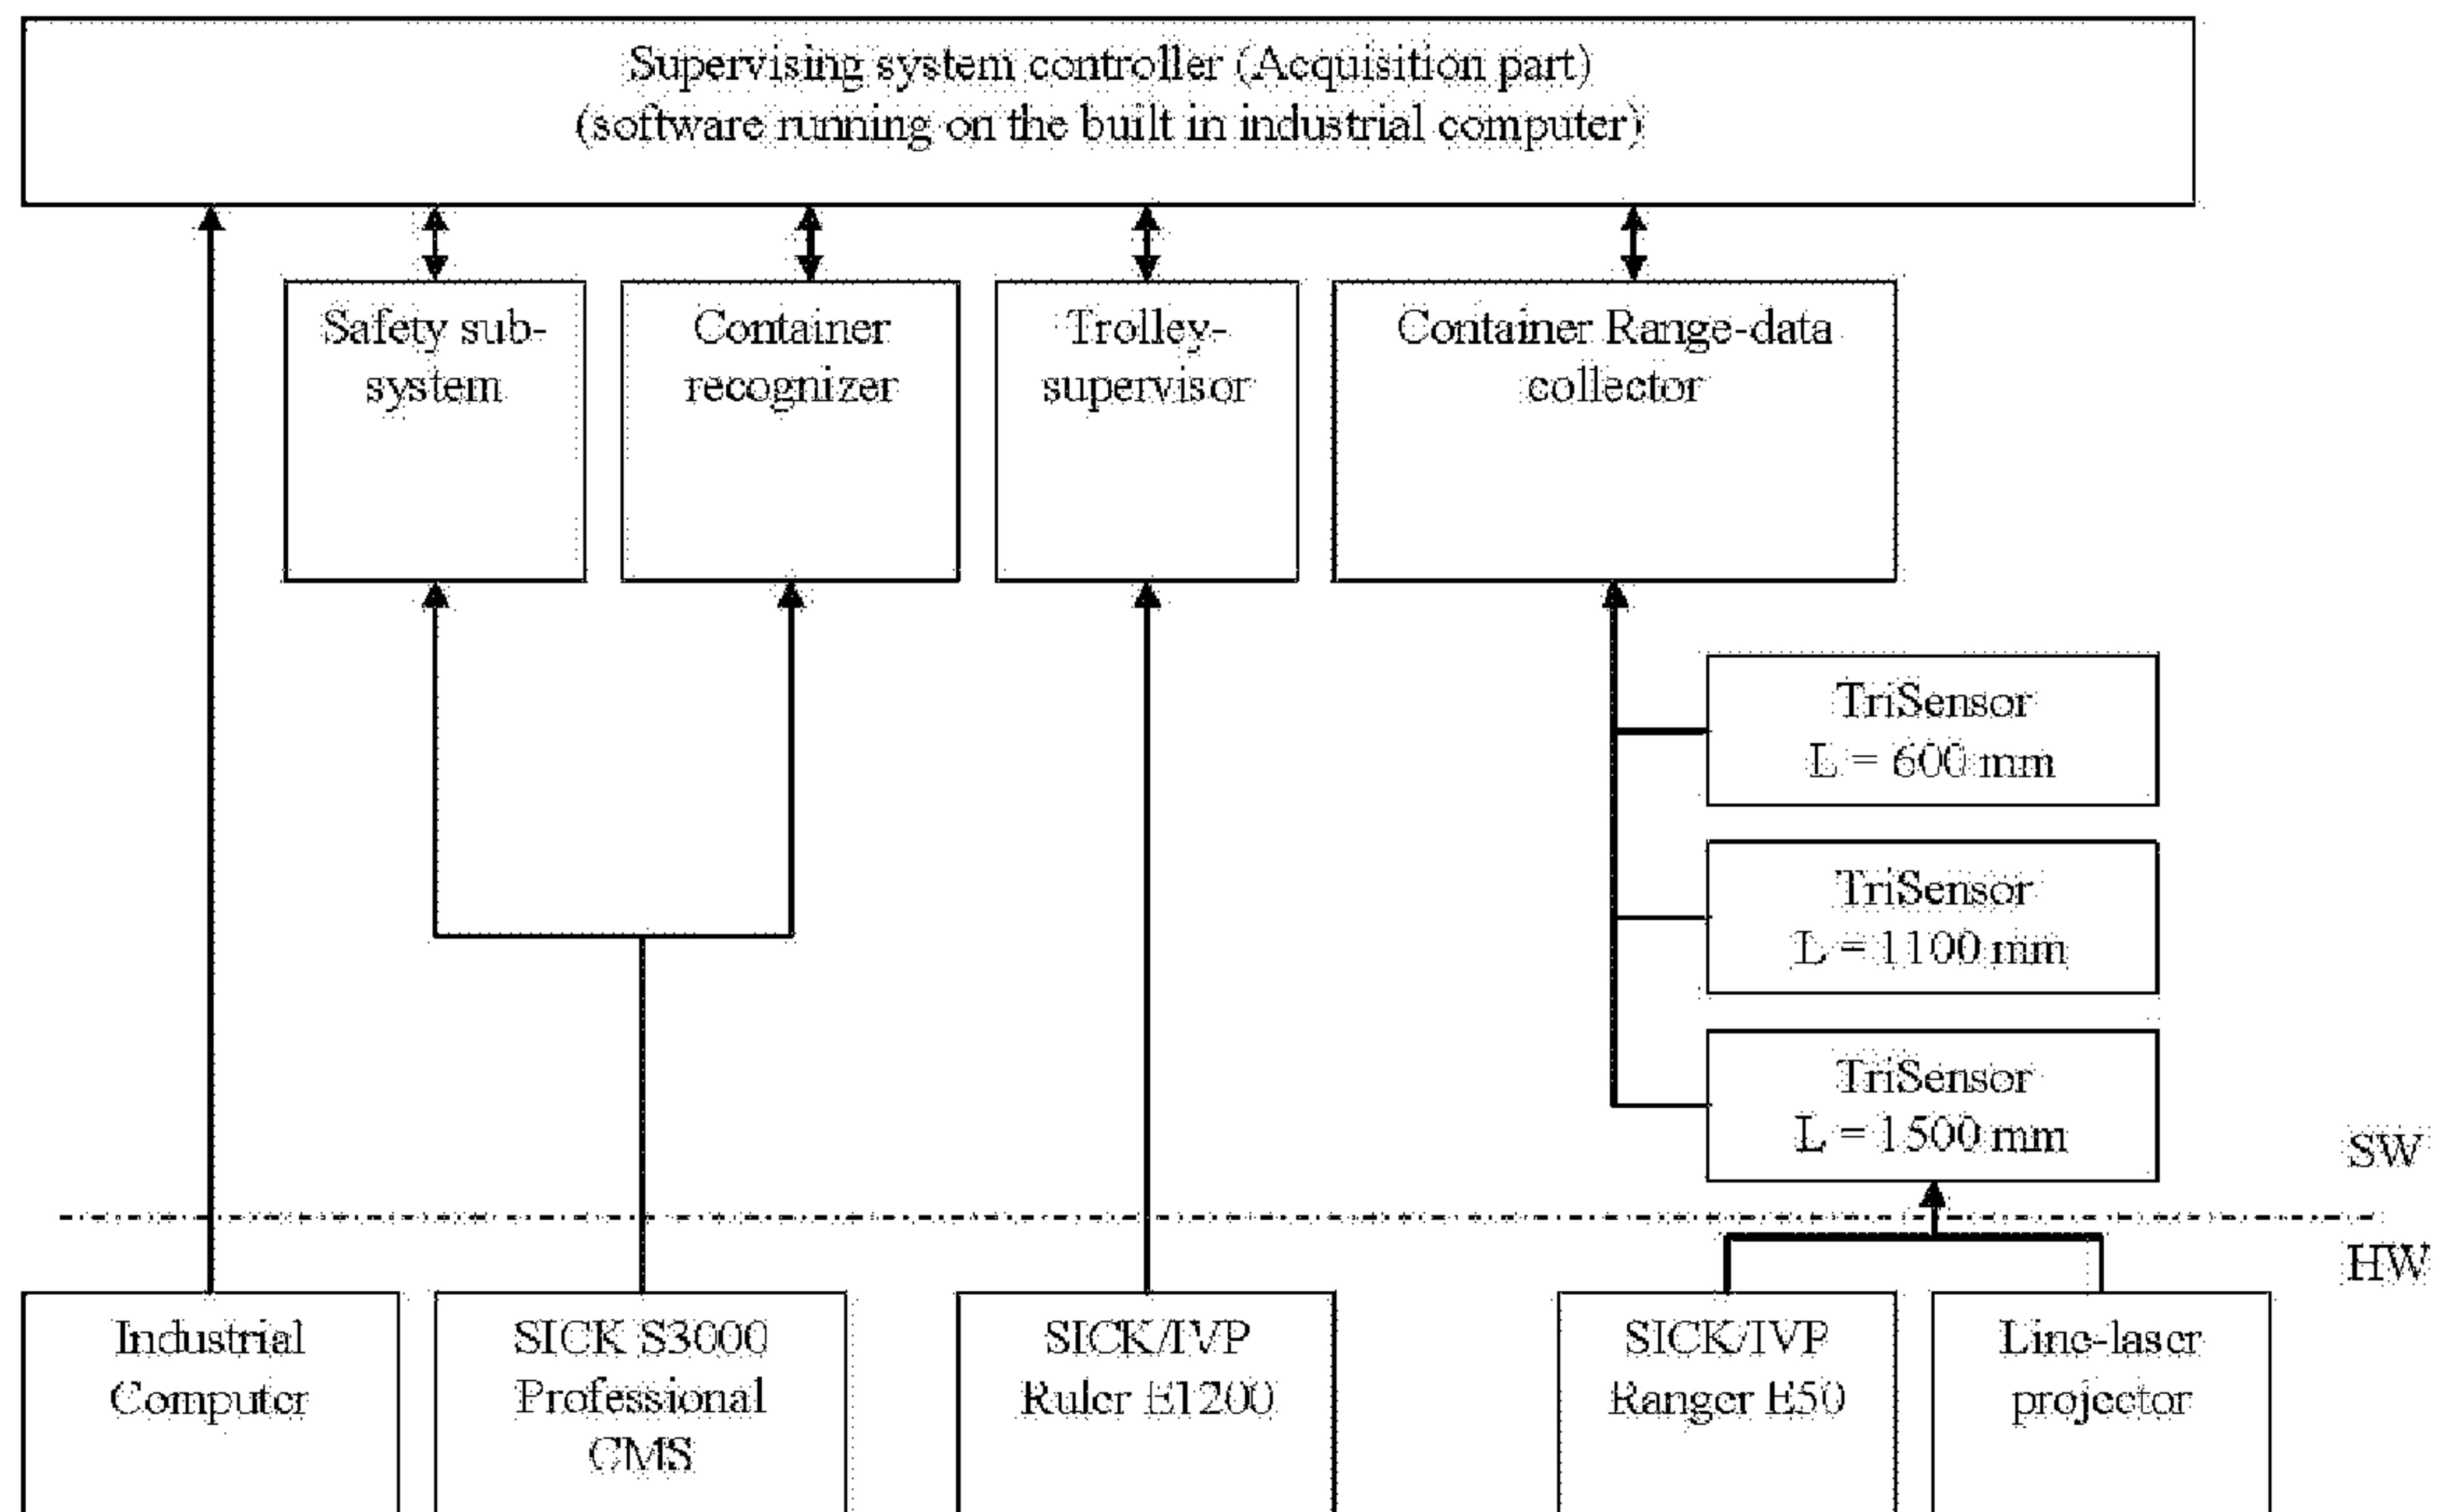 Supervising system controller (Acquisition part)
(software running on the built in industrial computer)
Safety sub-
system
Container
recognizer
Trolley-
supervisor
Container Range-data
collector
TriSensor
L = 600 mm
TriSensor
L = 1100 mm
TriSensor
L = 1500 mm
SW
HW
Industrial
Computer
SICK S3000
Professional
CMS
SICK/IVP
Ruler E1200
SICK/IVP
Ranger E50
Line-laser
projector